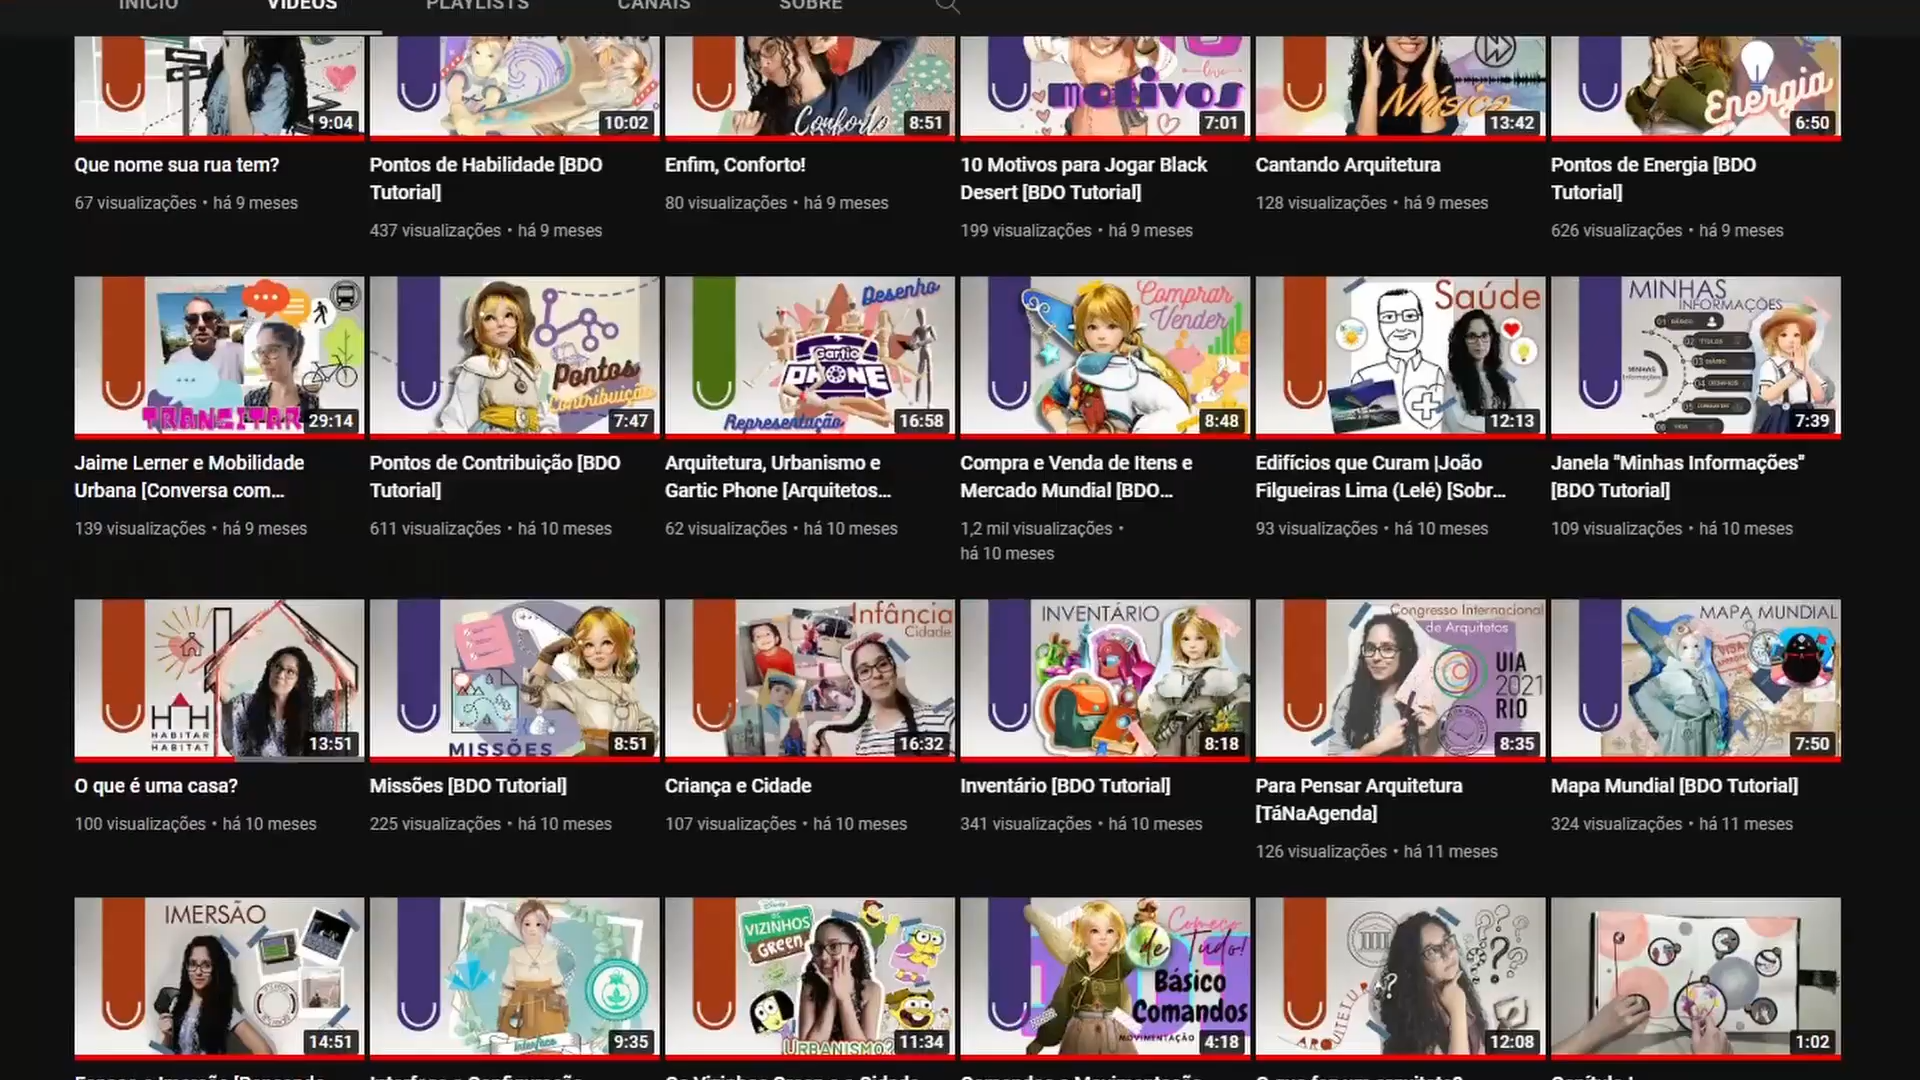 INÍCIO VÍDEOS PLAYLISTS CANAIS SOBRE
9:04
10:02
Conforto 8:51
love
motivos
7:01
Música
13:42
Energia
6:50
Que nome sua rua tem?
67 visualizações • há 9 meses
Pontos de Habilidade [BDO
Tutorial]
437 visualizações • há 9 meses
Enfim, Conforto!
80 visualizações • há 9 meses
10 Motivos para Jogar Black
Desert [BDO Tutorial]
199 visualizações • há 9 meses
Cantando Arquitetura
128 visualizações • há 9 meses
Pontos de Energia [BDO
Tutorial]
626 visualizações • há 9 meses
TRANSITAR 29:14
Pontos
Contribuição
7:47
Desenho
Gartic
PHONE
Representação 16:58
Comprar
Vender
8:48
Saúde
12:13
MINHAS
INFORMAÇÕES
7:39
Jaime Lerner e Mobilidade
Urbana [Conversa com...
139 visualizações • há 9 meses
Pontos de Contribuição [BDO
Tutorial]
611 visualizações • há 10 meses
Arquitetura, Urbanismo e
Gartic Phone [Arquitetos...
62 visualizações • há 10 meses
Compra e Venda de Itens e
Mercado Mundial [BDO...
1,2 mil visualizações •
há 10 meses
Edifícios que Curam |João
Filgueiras Lima (Lelé) [Sobr...
93 visualizações • há 10 meses
Janela "Minhas Informações"
[BDO Tutorial]
109 visualizações • há 10 meses
HABITAR
HABITAT
13:51
MISSÕES 8:51
Infância
Cidade
16:32
INVENTÁRIO
8:18
Congresso Internacional
de Arquitetos
UIA
2021
RIO
8:35
MAPA MUNDIAL
7:50
O que é uma casa?
100 visualizações • há 10 meses
Missões [BDO Tutorial]
225 visualizações • há 10 meses
Criança e Cidade
107 visualizações • há 10 meses
Inventário [BDO Tutorial]
341 visualizações • há 10 meses
Para Pensar Arquitetura
[TáNaAgenda]
126 visualizações • há 11 meses
Mapa Mundial [BDO Tutorial]
324 visualizações • há 11 meses
IMERSÃO
14:51
Interface
9:35
OS
VIZINHOS
GREEN
URBANISMO? 11:34
Começo
de Tudo!
Básico
Comandos
MOVIMENTAÇÃO
4:18
ARQUITETURA?
12:08
1:02